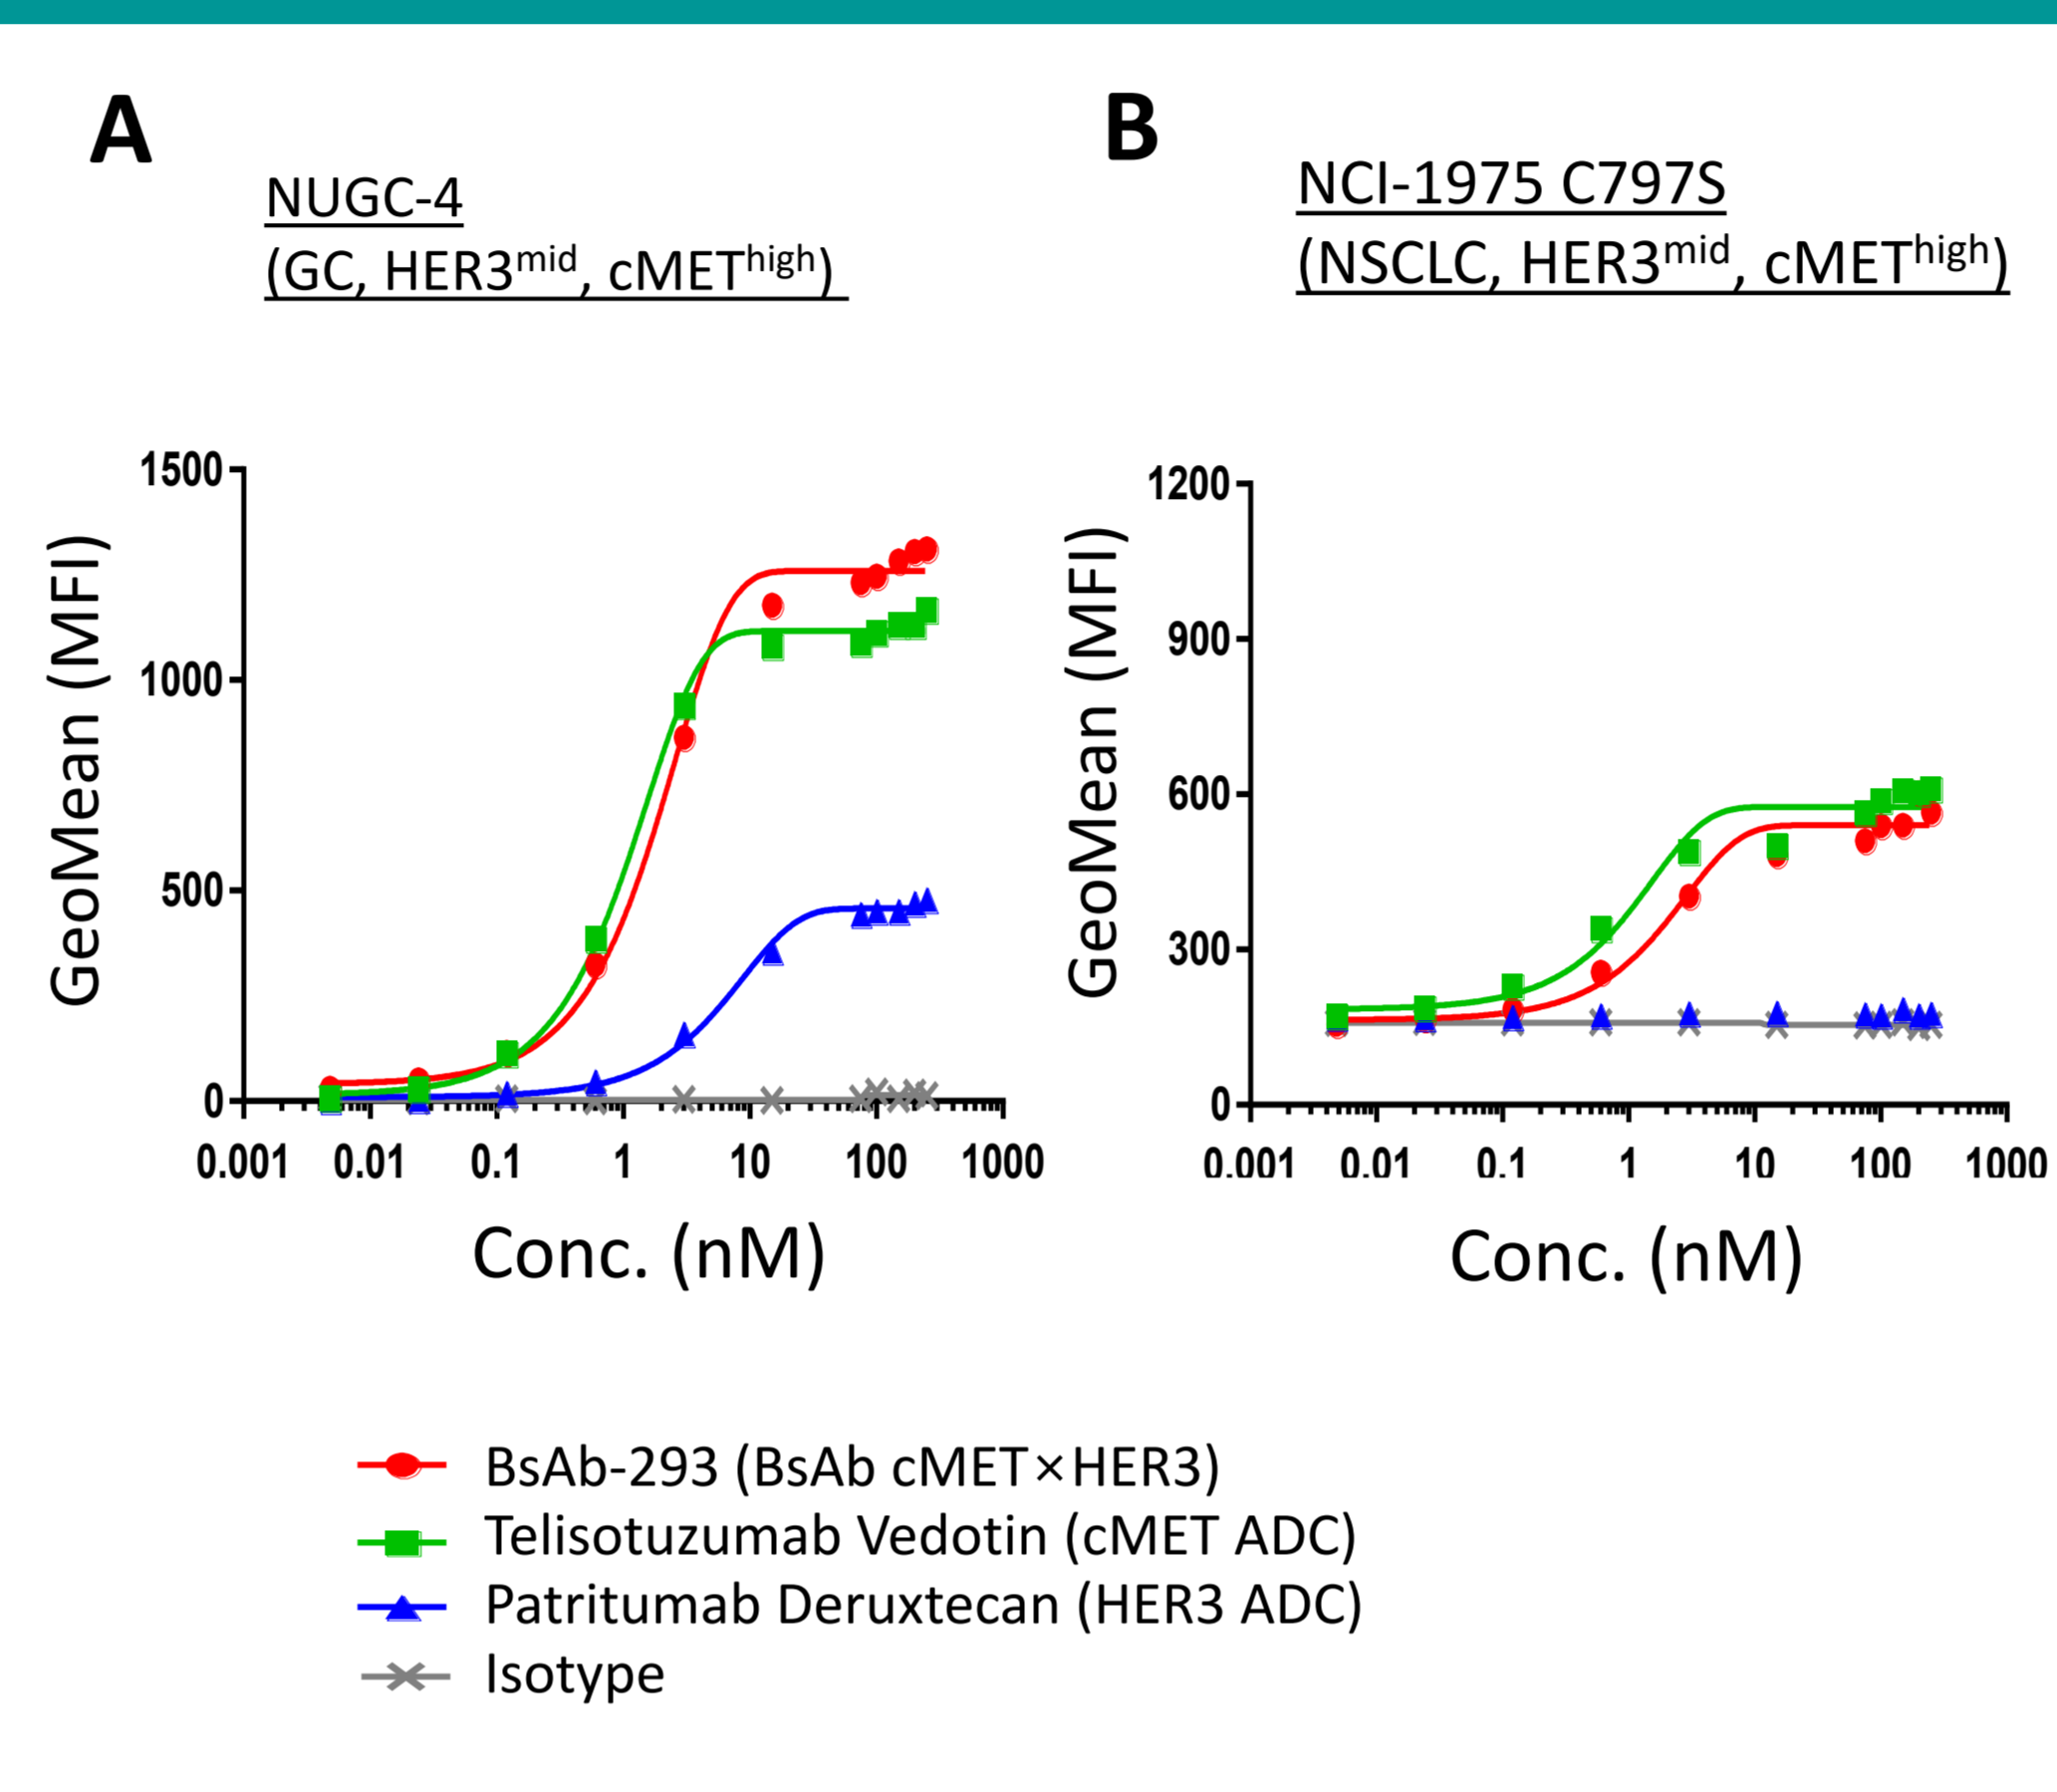 A
NUGC-4
(GC, HER3mid, cMEThigh)
GeoMean (MFI)
1500
1000
500
0
0.001 0.01 0.1 1 10 100 1000
Conc. (nM)
B
NCI-1975 C797S
(NSCLC, HER3mid, cMEThigh)
GeoMean (MFI)
1200
900
600
300
0
0.001 0.01 0.1 1 10 100 1000
Conc. (nM)
BsAb-293 (BsAb cMET×HER3)
Telisotuzumab Vedotin (cMET ADC)
Patritumab Deruxtecan (HER3 ADC)
Isotype